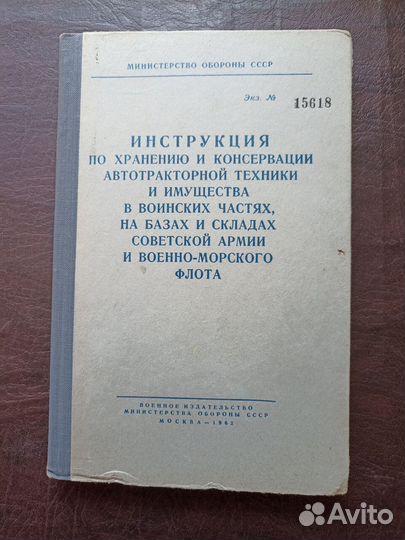 МИНИСТЕРСТВО ОБОРОНЫ СССР
Экз. № 15618
ИНСТРУКЦИЯ
ПО ХРАНЕНИЮ И КОНСЕРВАЦИИ
АВТОТРАКТОРНОЙ ТЕХНИКИ
И ИМУЩЕСТВА
В ВОИНСКИХ ЧАСТЯХ,
НА БАЗАХ И СКЛАДАХ
СОВЕТСКОЙ АРМИИ
И ВОЕННО-МОРСКОГО
ФЛОТА
ВОЕННОЕ ИЗДАТЕЛЬСТВО
МИНИСТЕРСТВА ОБОРОНЫ СССР
МОСКВА
Avito